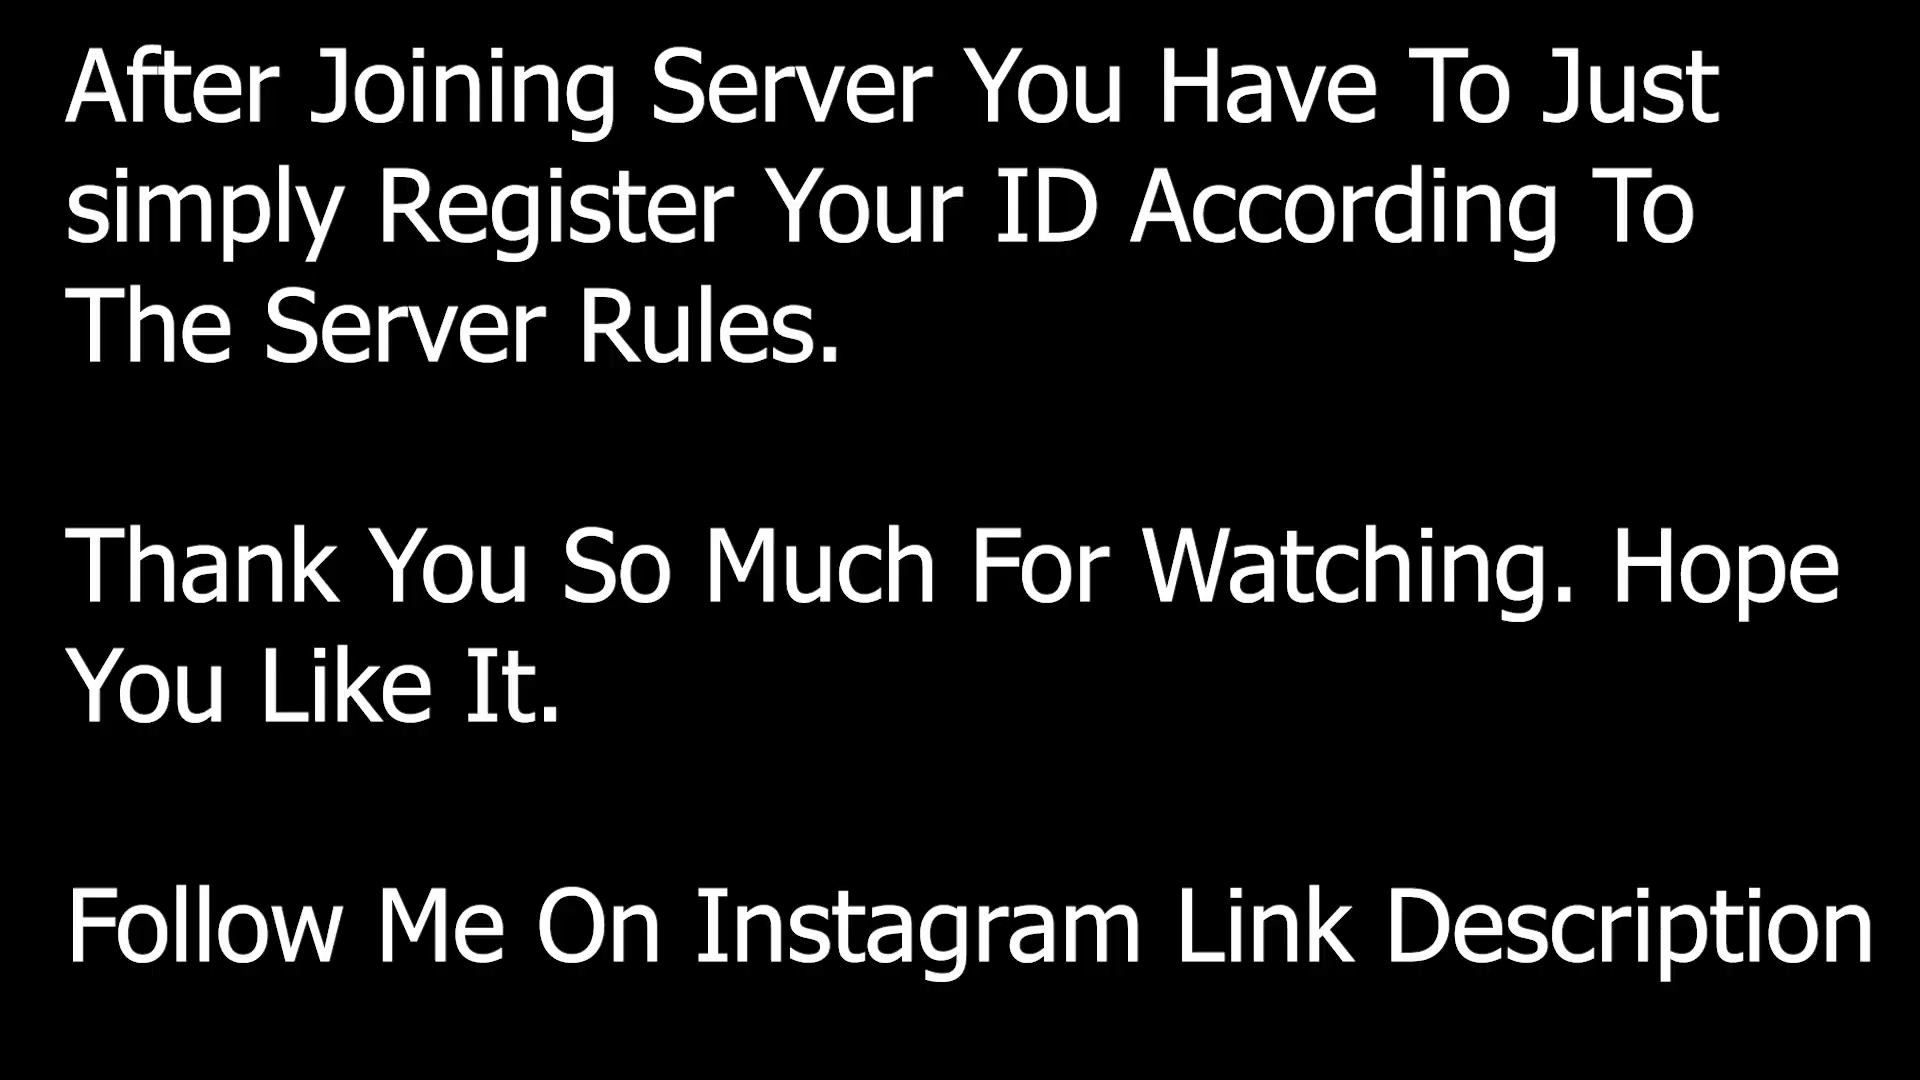 After Joining Server You Have To Just
simply Register Your ID According To
The Server Rules.
Thank You So Much For Watching. Hope
You Like It.
Follow Me On Instagram Link Description